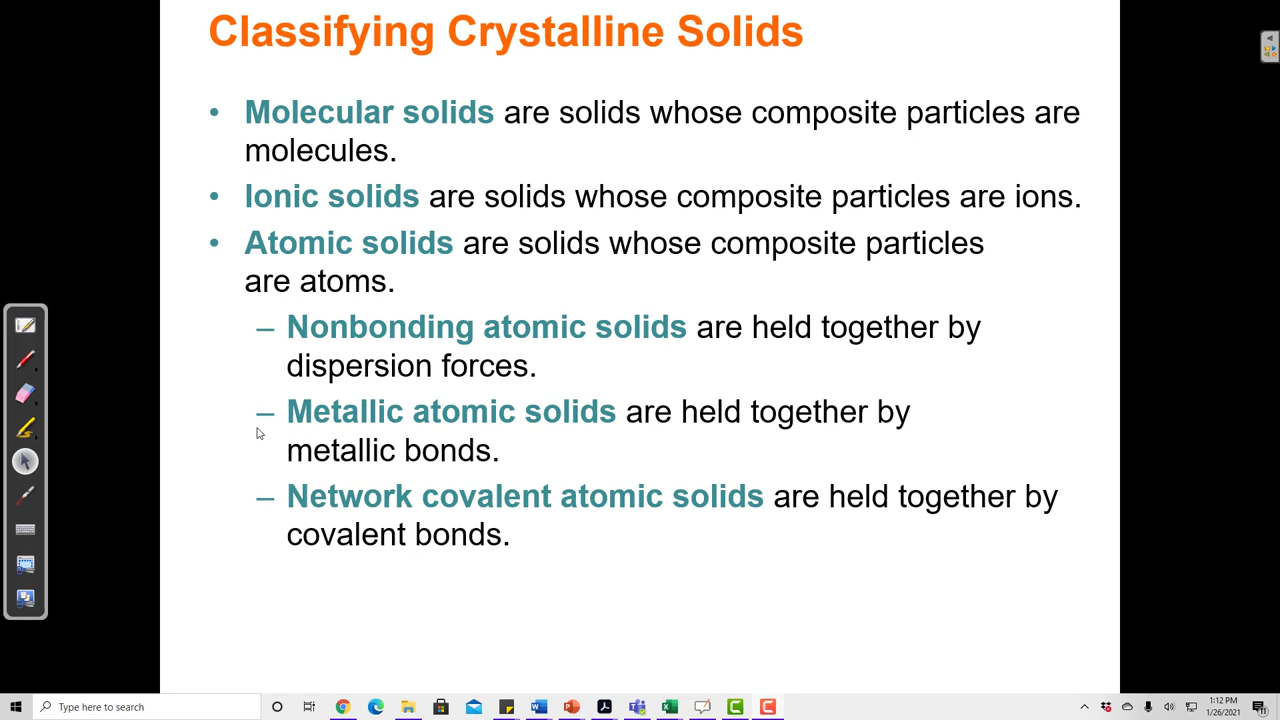 Classifying Crystalline Solids
• Molecular solids are solids whose composite particles are
molecules.
• Ionic solids are solids whose composite particles are ions.
• Atomic solids are solids whose composite particles
are atoms.
– Nonbonding atomic solids are held together by
dispersion forces.
– Metallic atomic solids are held together by
metallic bonds.
– Network covalent atomic solids are held together by
covalent bonds.
Type here to search
1:12 PM
1/26/2021